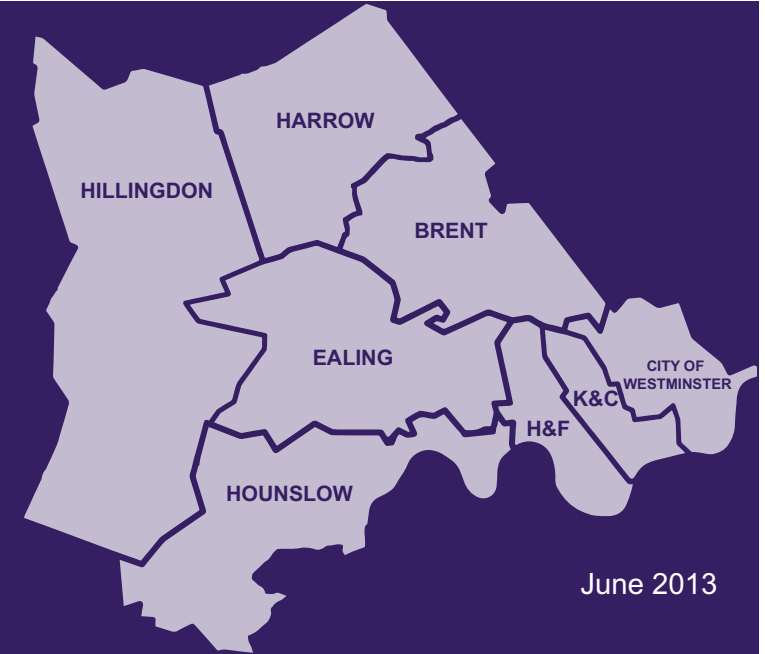 HARROW
HILLINGDON
BRENT
EALING
CITY OF
WESTMINSTER
K&C
H&F
HOUNSLOW
June 2013